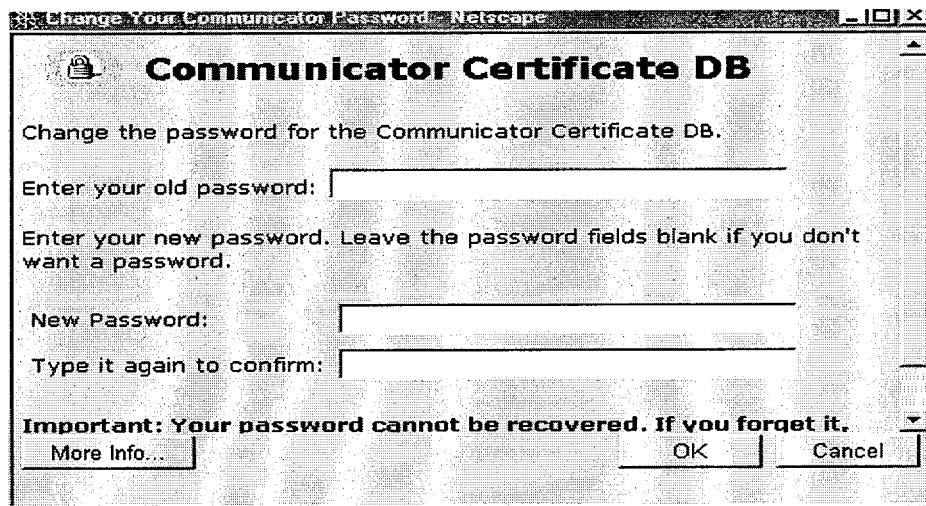 Change Your Communicator Password - Netscape
Communicator Certificate DB
Change the password for the Communicator Certificate DB.
Enter your old password:
Enter your new password. Leave the password fields blank if you don't
want a password.
New Password:
Type it again to confirm:
Important: Your password cannot be recovered. If you forget it,
More Info...
OK
Cancel